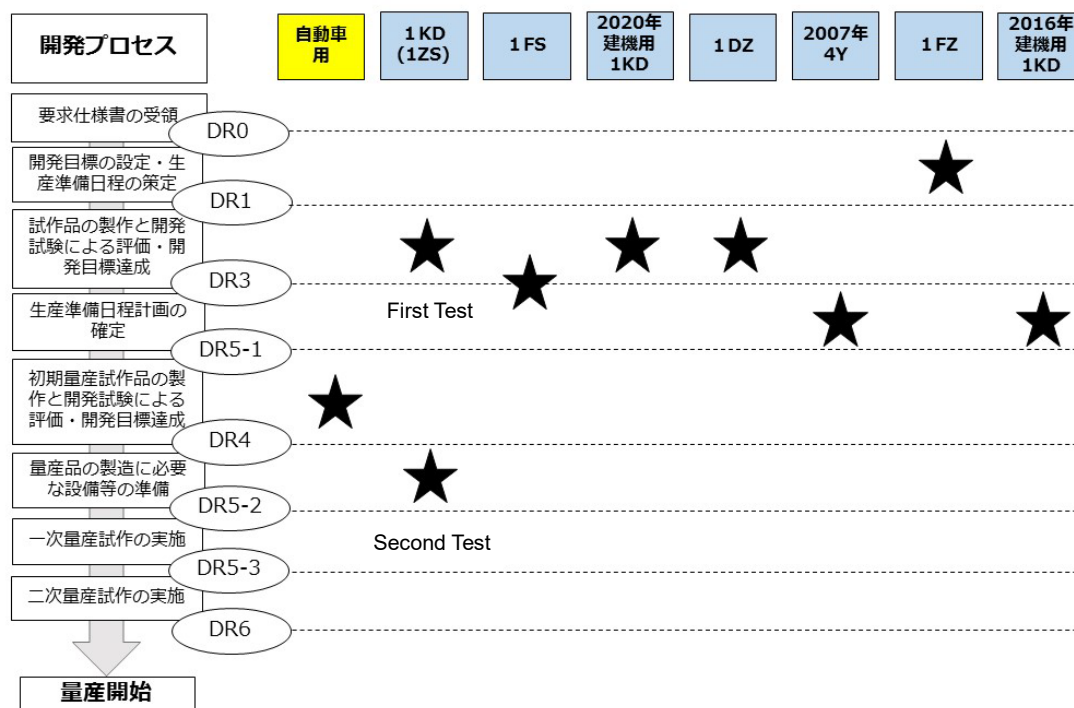 開発プロセス
自動車
用
1KD
(1ZS)
1FS
2020年
建機用
1KD
1DZ
2007年
4Y
1FZ
2016年
建機用
1KD
要求仕様書の受領
DR0
開発目標の設定・生
産準備日程の策定
DR1
試作品の製作と開発
試験による評価・開
発目標達成
DR3
First Test
生産準備日程計画の
確定
DR5-1
初期量産試作品の製
作と開発試験による
評価・開発目標達成
DR4
量産品の製造に必要
な設備等の準備
DR5-2
一次量産試作の実施
Second Test
DR5-3
二次量産試作の実施
DR6
量産開始